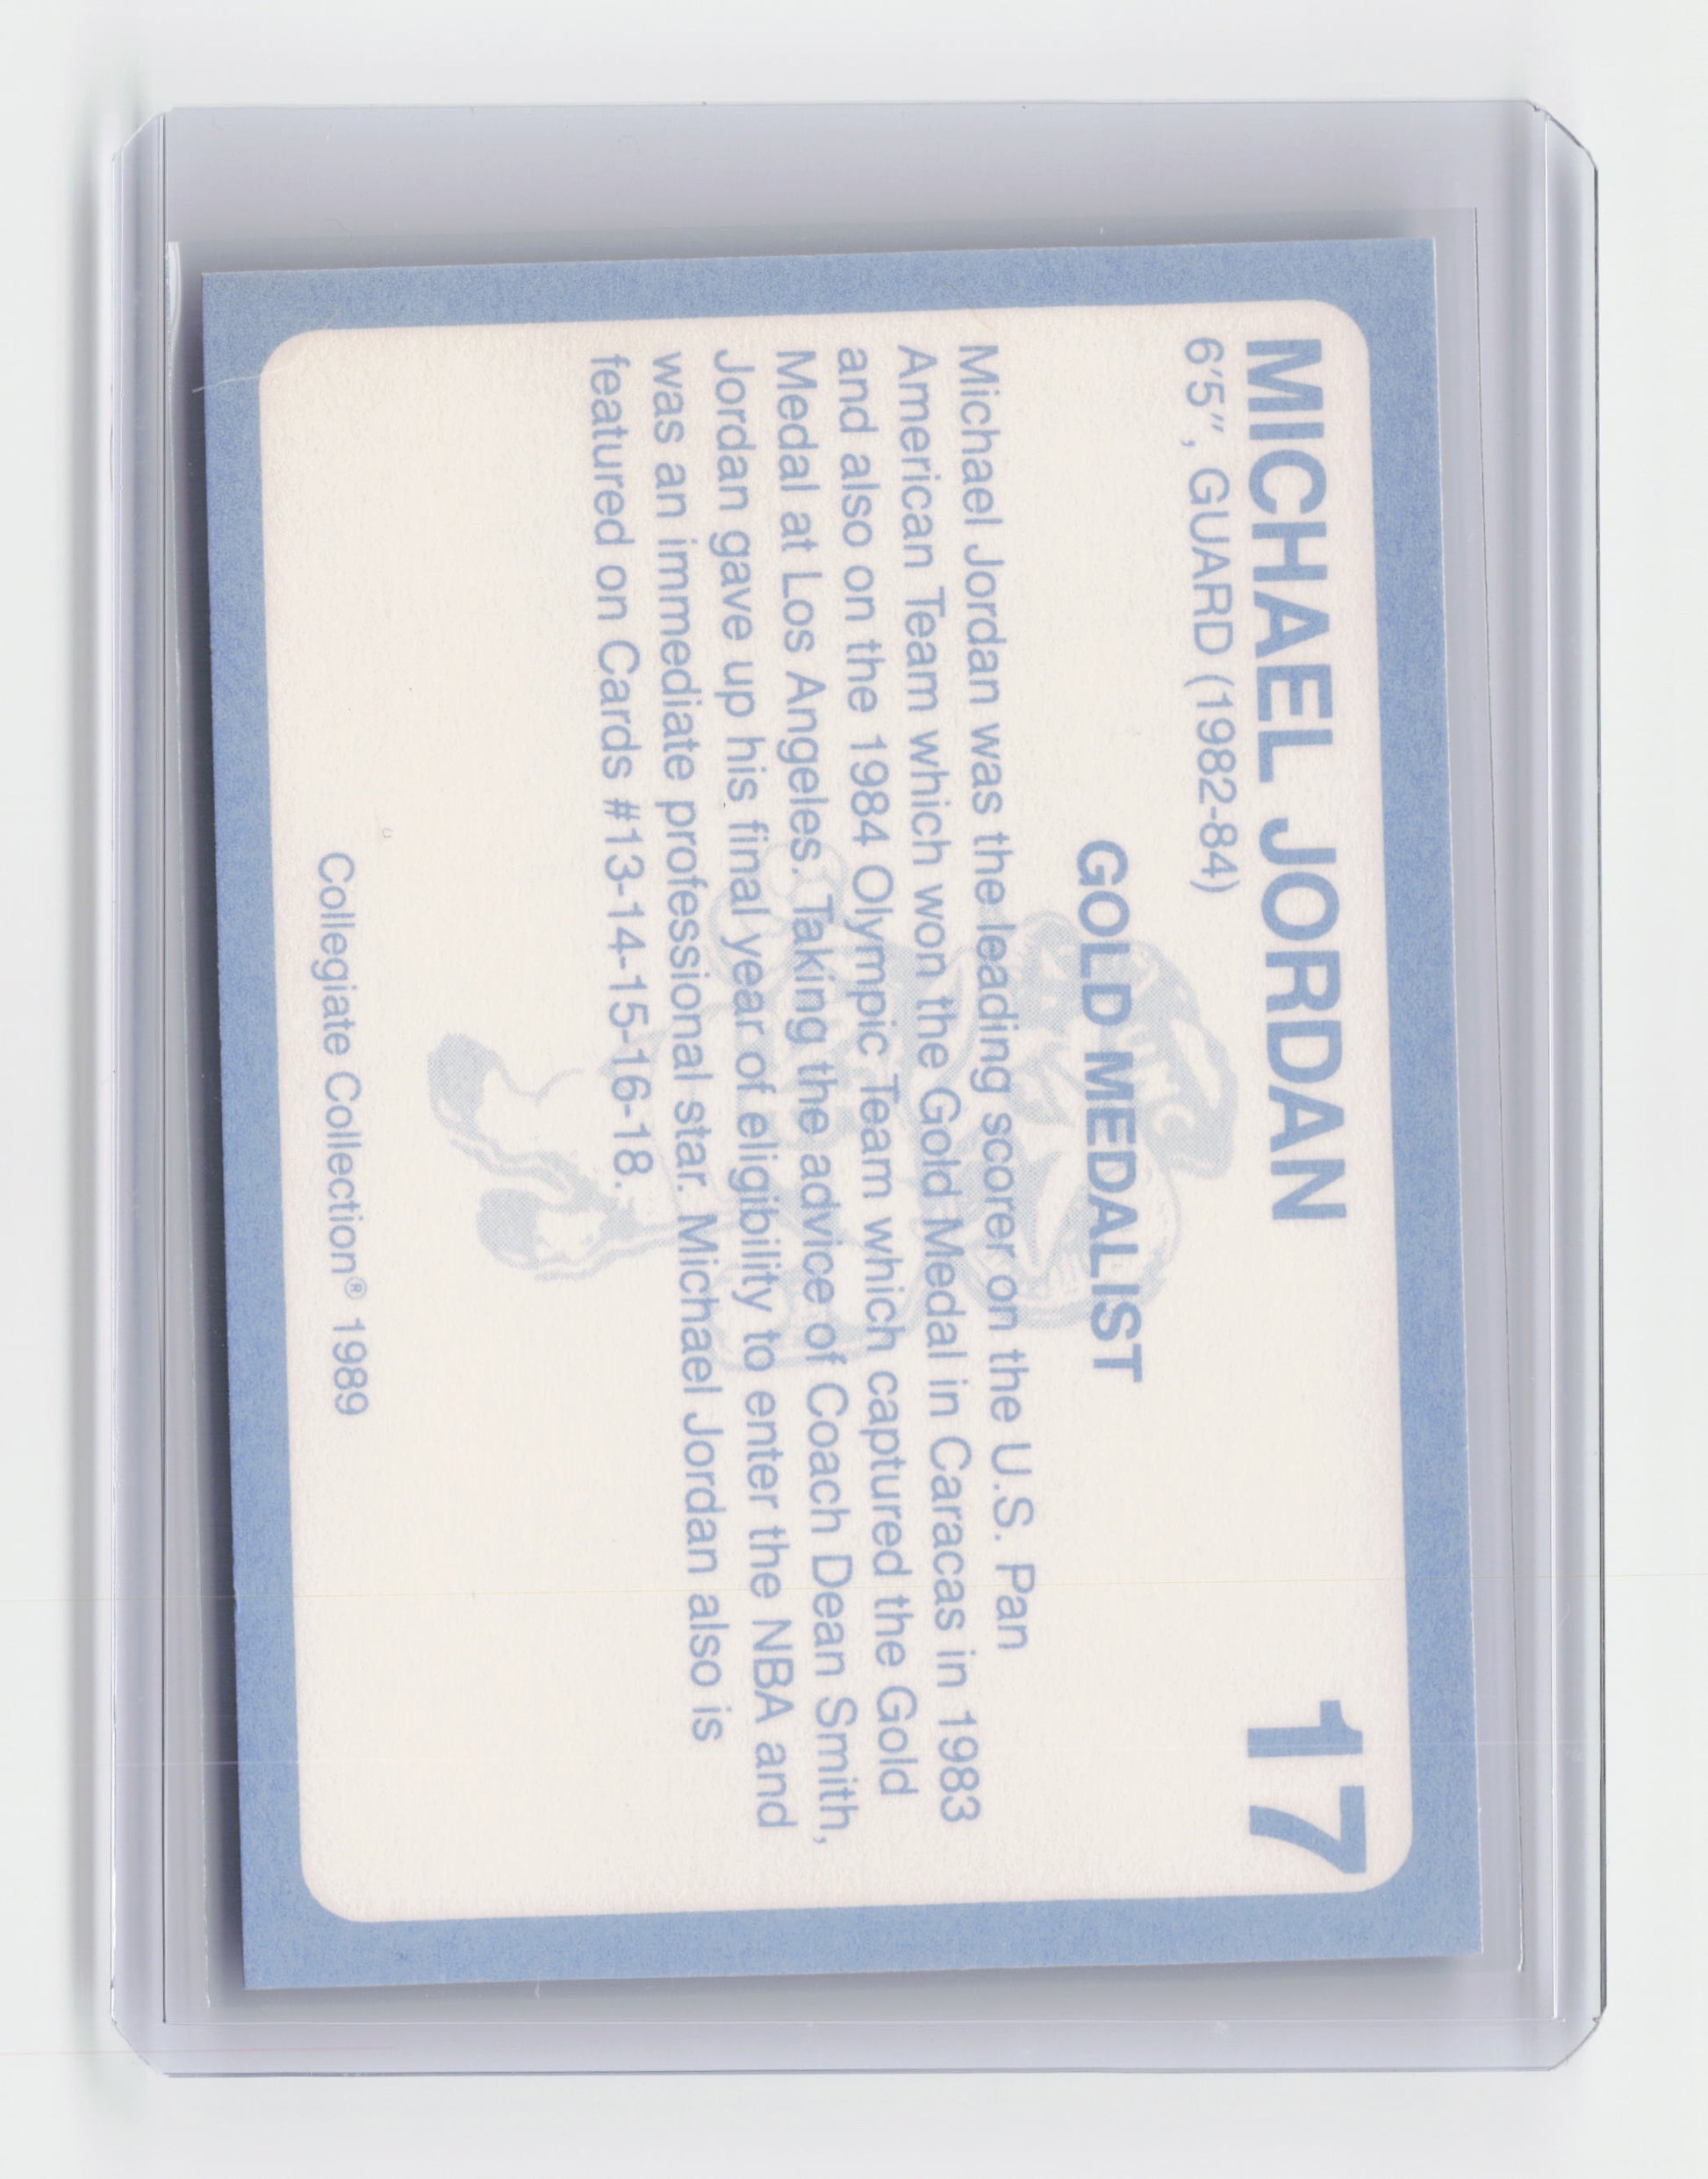 MICHAEL JORDAN 17
6'5", GUARD (1982-84)
GOLD MEDALIST
Michael Jordan was the leading scorer on the U.S. Pan
American Team which won the Gold Medal in Caracas in 1983
and also on the 1984 Olympic Team which captured the Gold
Medal at Los Angeles. Taking the advice of Coach Dean Smith,
Jordan gave up his final year of eligibility to enter the NBA and
was an immediate professional star. Michael Jordan also is
featured on Cards #13-14-15-16-18.
UNC
Collegiate Collection® 1989